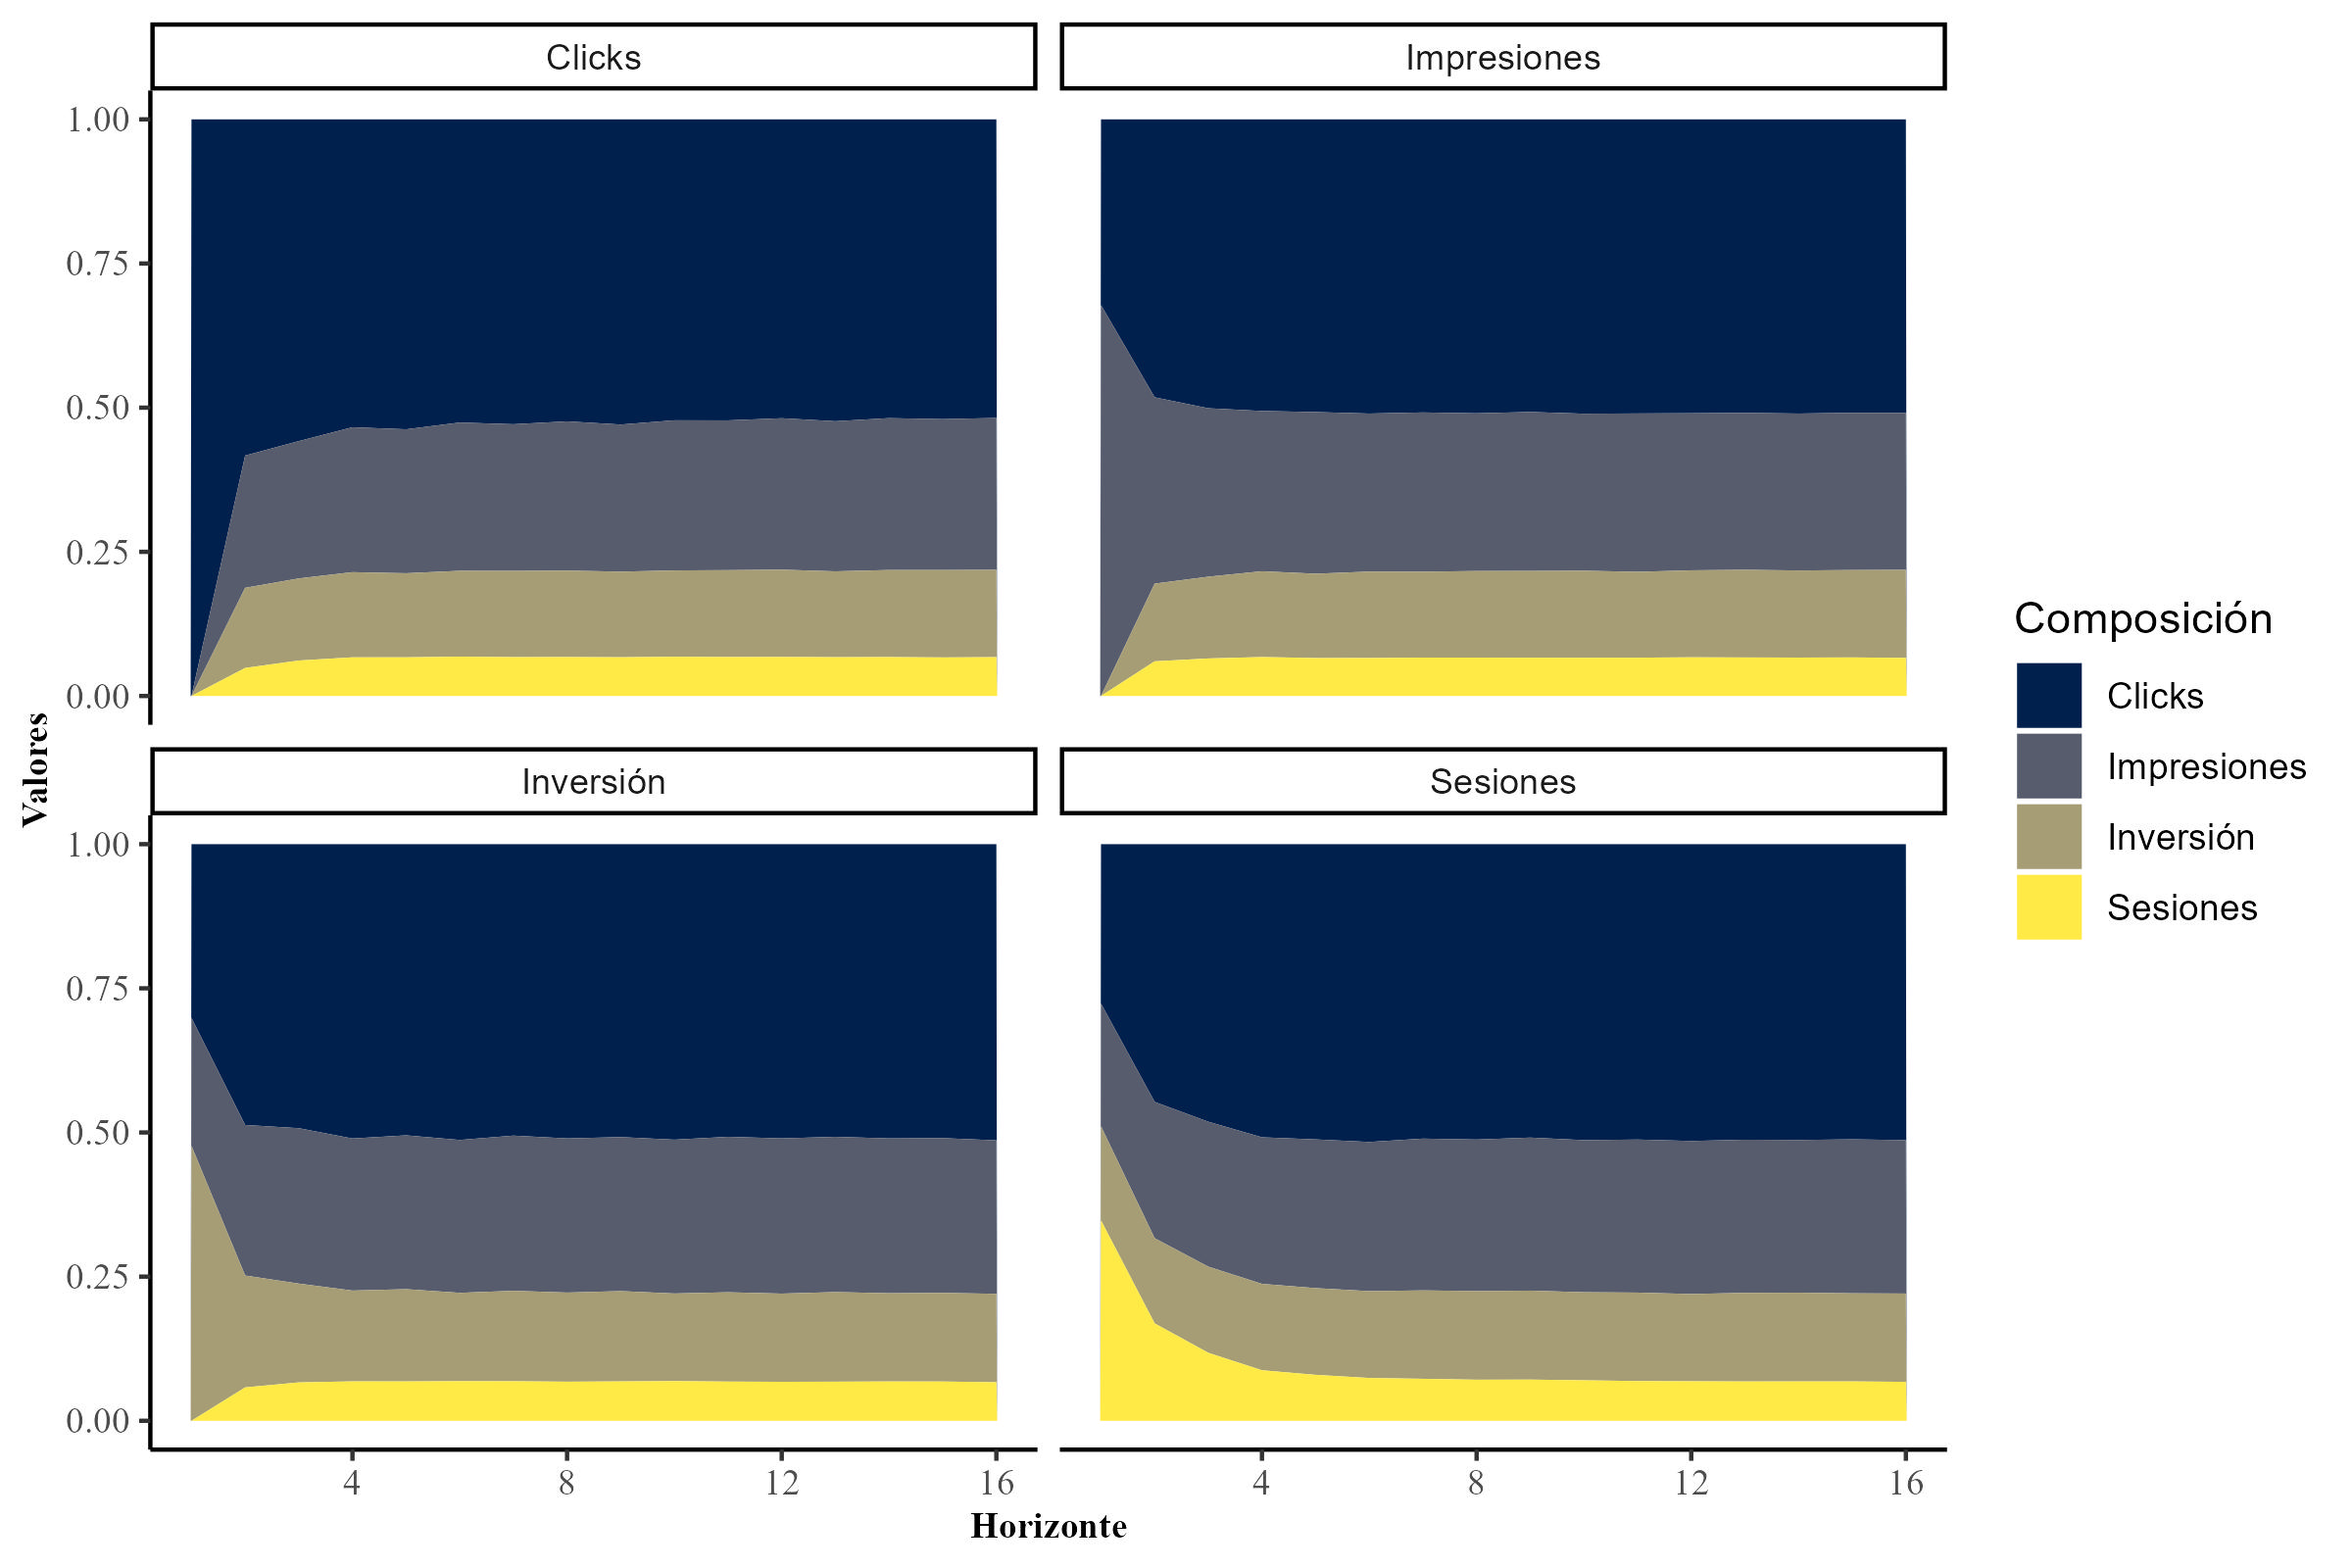 Clicks
Impresiones
1.00
0.75
0.50
0.25
0.00
Inversión
Sesiones
1.00
0.75
0.50
0.25
0.00
4 8 12 16
4 8 12 16
Horizonte
Valores
Composición
Clicks
Impresiones
Inversión
Sesiones